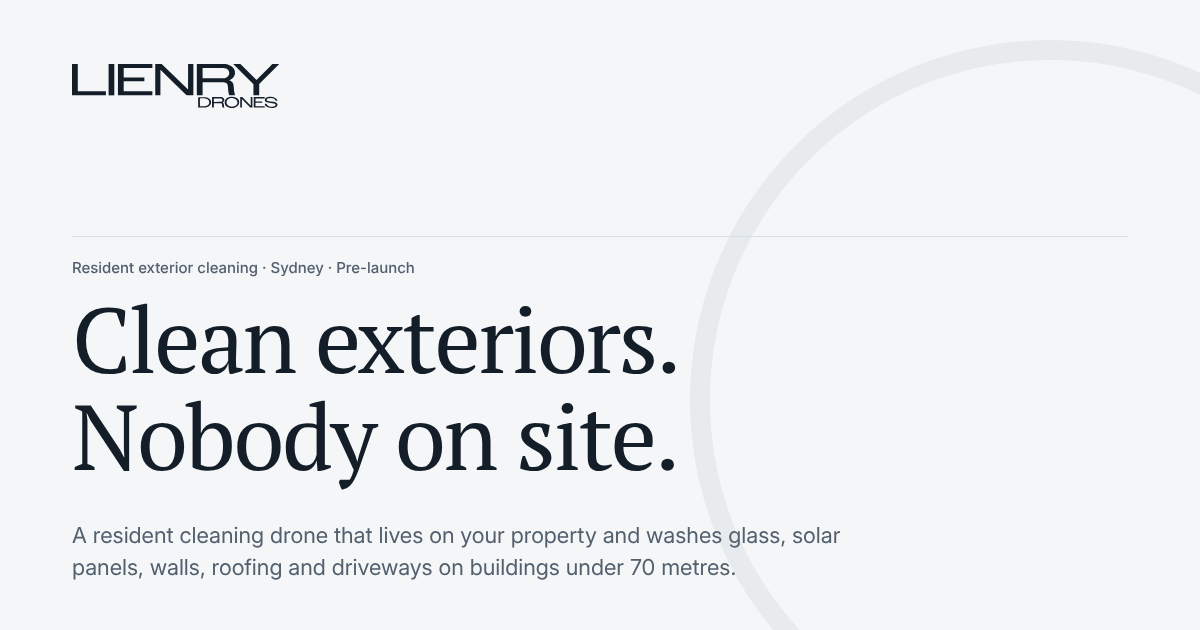 LIENRY
DRONES
Resident exterior cleaning · Sydney · Pre-launch
Clean exteriors.
Nobody on site.
A resident cleaning drone that lives on your property and washes glass, solar
panels, walls, roofing and driveways on buildings under 70 metres.